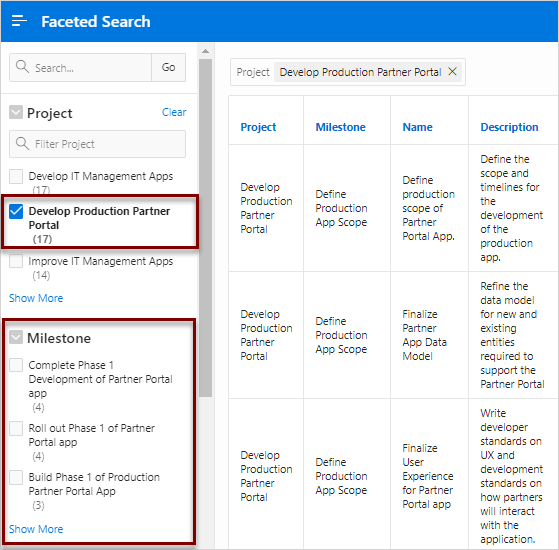 Faceted Search
Search...
Go
Project
Clear
Filter Project
Develop IT Management Apps
(17)
Develop Production Partner
Portal
(17)
Improve IT Management Apps
(14)
Show More
Milestone
Complete Phase 1
Development of Partner Portal
app
(4)
Roll out Phase 1 of Partner
Portal app
(4)
Build Phase 1 of Production
Partner Portal App
(3)
Show More
Project Develop Production Partner Portal
Project Milestone Name Description
Develop
Production
Partner
Portal
Define
Production
App Scope
Define
production
scope of
Partner
Portal App.
Define the
scope and
timelines for
the
development of
the production
app.
Develop
Production
Partner
Portal
Define
Production
App Scope
Finalize
Partner
App Data
Model
Refine the
data model
for new and
existing
entities
required to
support the
Partner Portal
Develop
Production
Partner
Portal
Define
Production
App Scope
Finalize
User
Experience
for Partner
Portal app
Write
developer
standards on
UX and
development
standards on
how partners
will interact
with the
application.